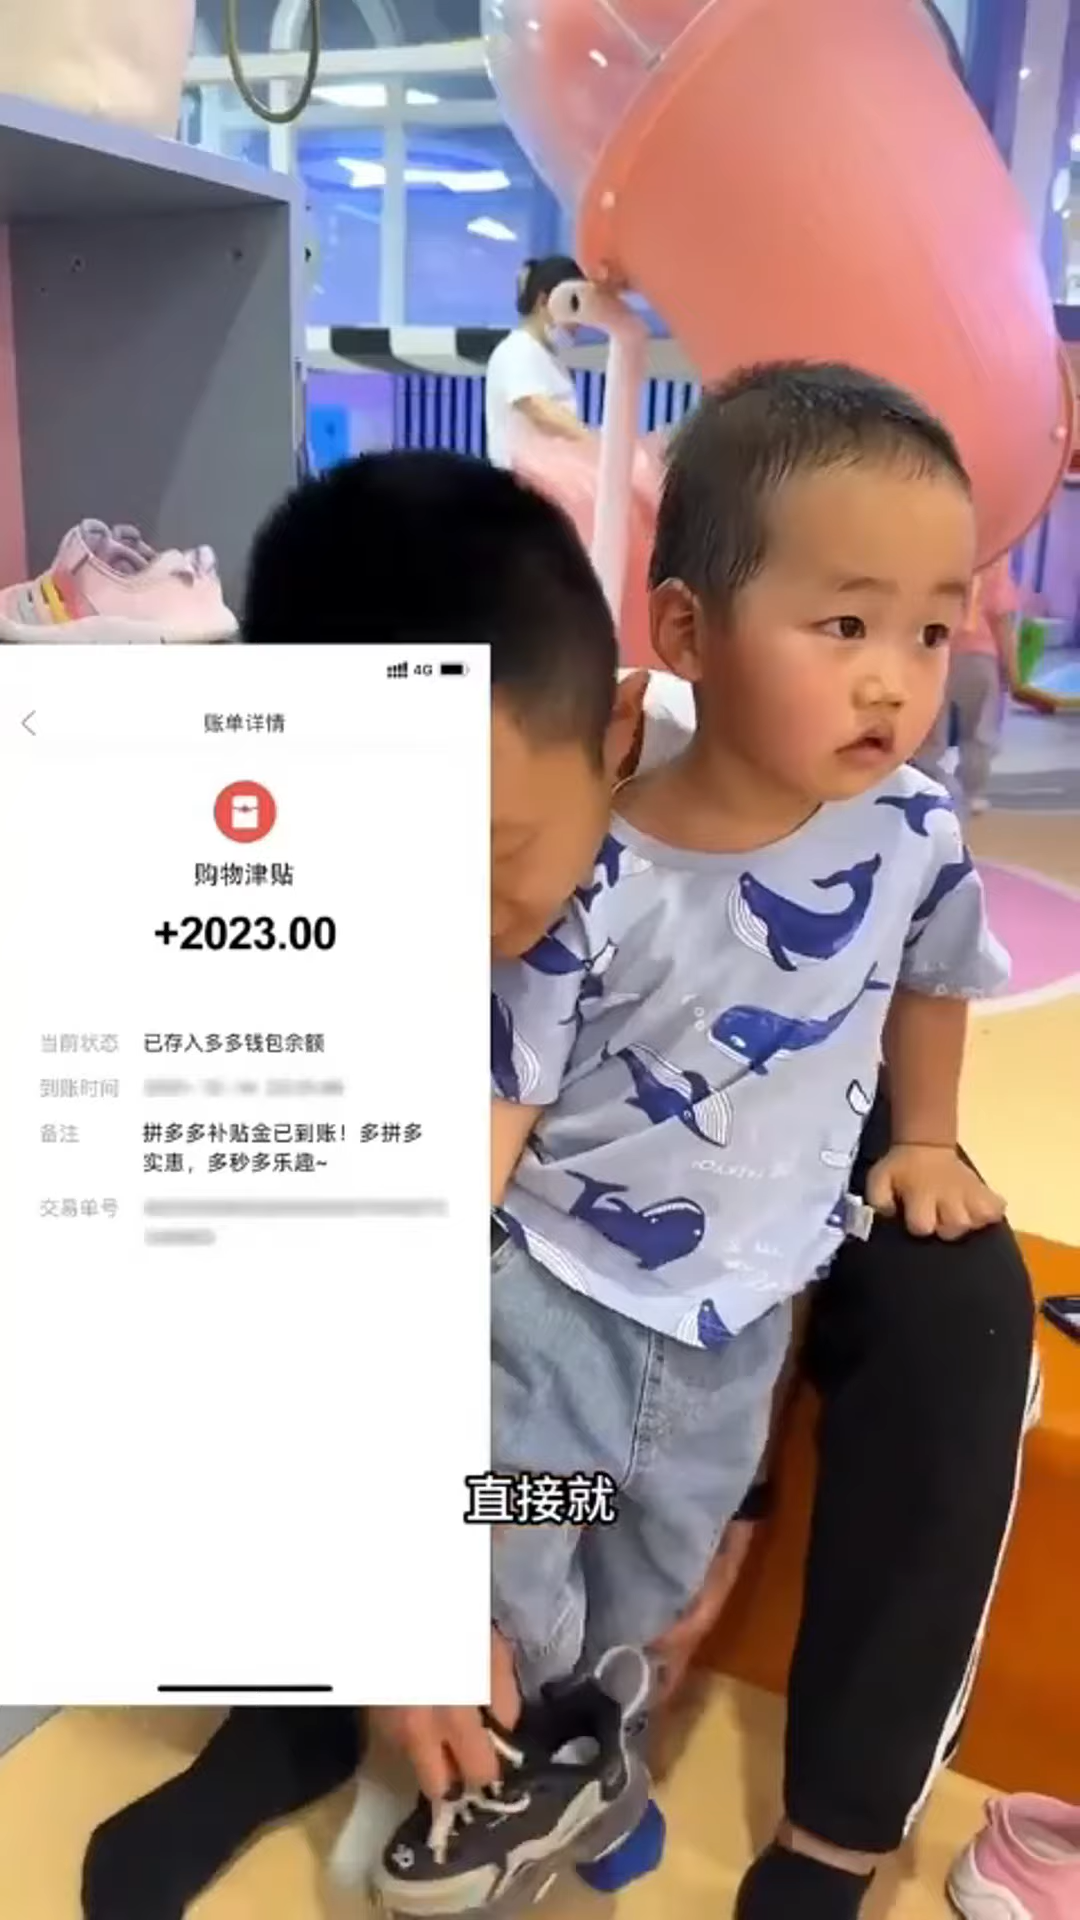 4G
账单详情
购物津贴
+2023.00
当前状态 已存入多多钱包余额
到账时间
备注 拼多多补贴金已到账！多拼多
实惠，多秒多乐趣~
交易单号
直接就